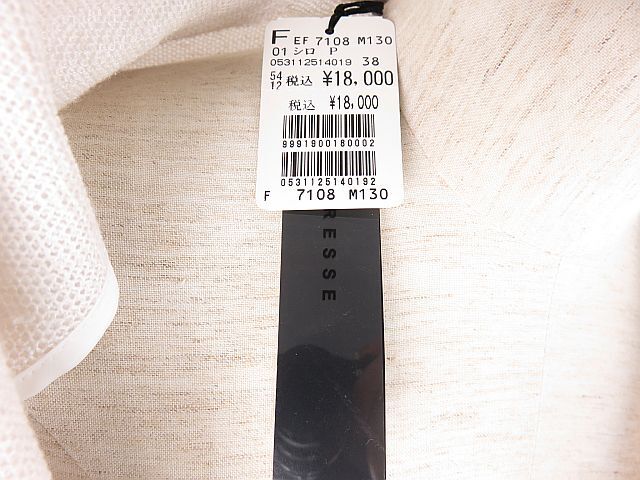 F EF 7108 M130
01 シロ P
053112514019 38
54
12 税込 ¥18,000
税込 ¥18,000
9991900180002
0531125140192
F 7108 M130
RESSE